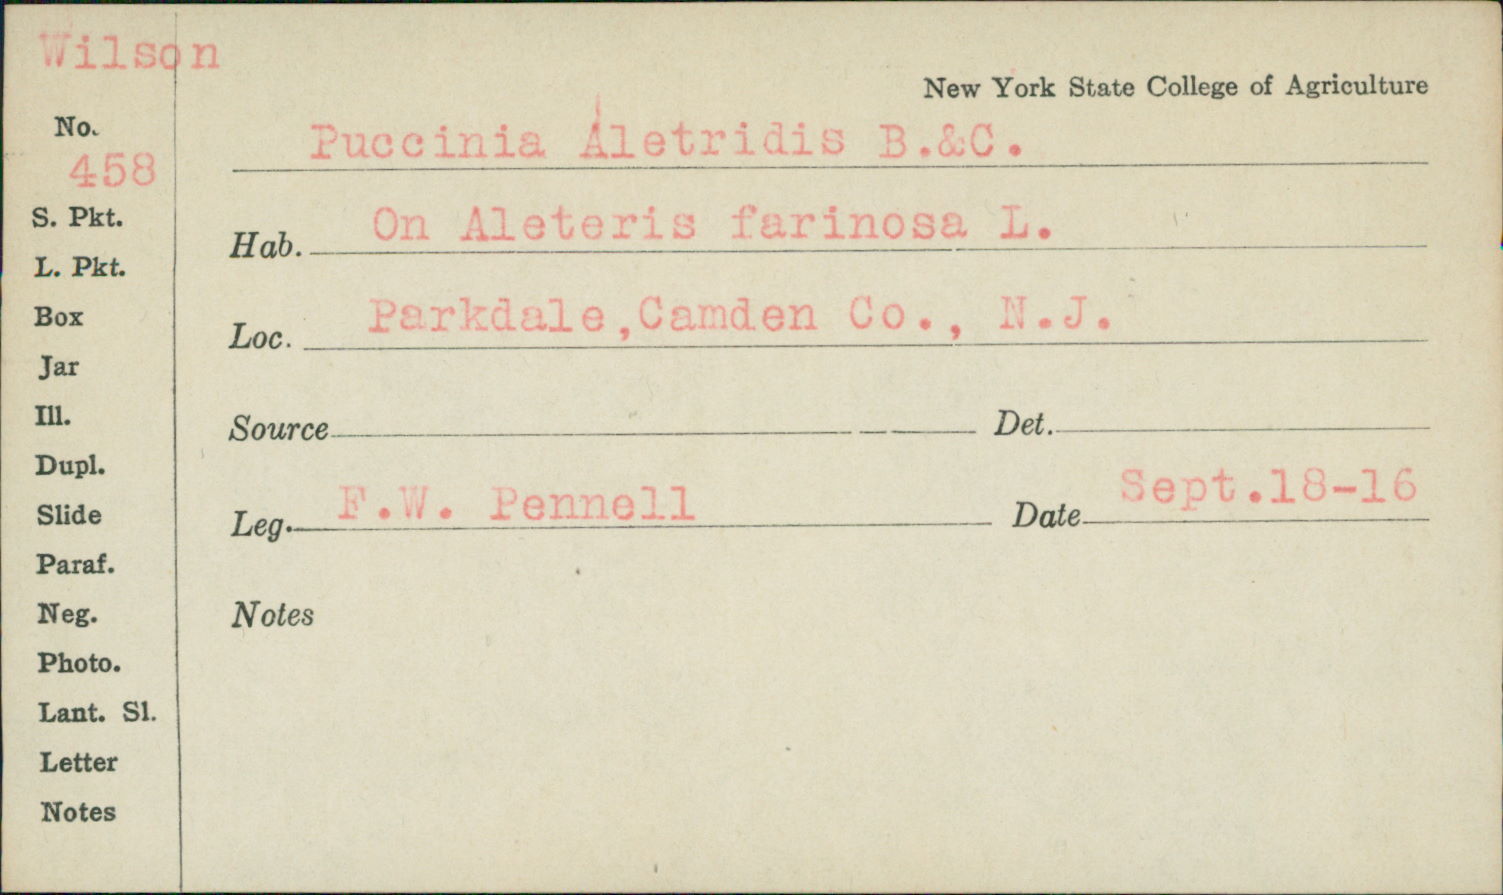 Wilson
New York State College of Agriculture
No.
458
Puccinia Aletridis B.&C.
S. Pkt.
Hab. On Aleteris farinosa L.
L. Pkt.
Box
Loc. Parkdale,Camden Co., N.J.
Jar
Ill.
Source Det.
Dupl.
Slide
Leg. F.W. Pennell Date Sept.18-16
Paraf.
Neg.
Notes
Photo.
Lant. Sl.
Letter
Notes